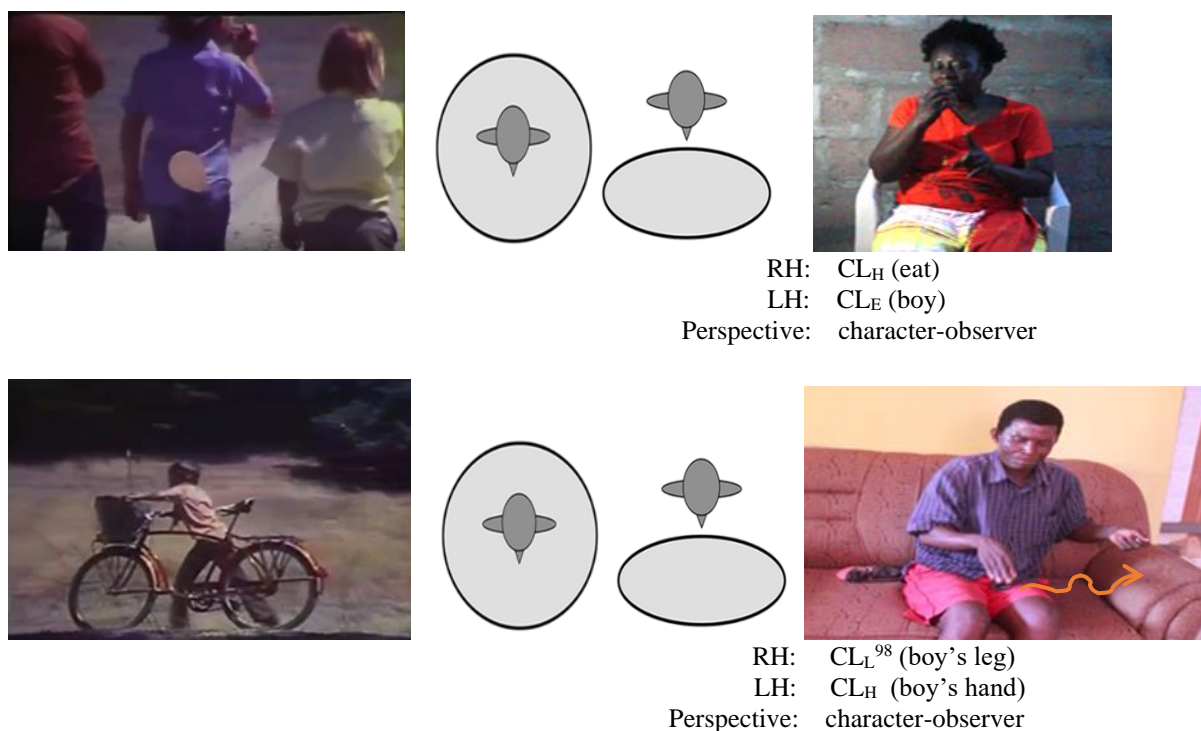 RH: CLH (eat)
LH: CLE (boy)
Perspective: character-observer
RH: CLL98 (boy’s leg)
LH: CLH (boy’s hand)
Perspective: character-observer